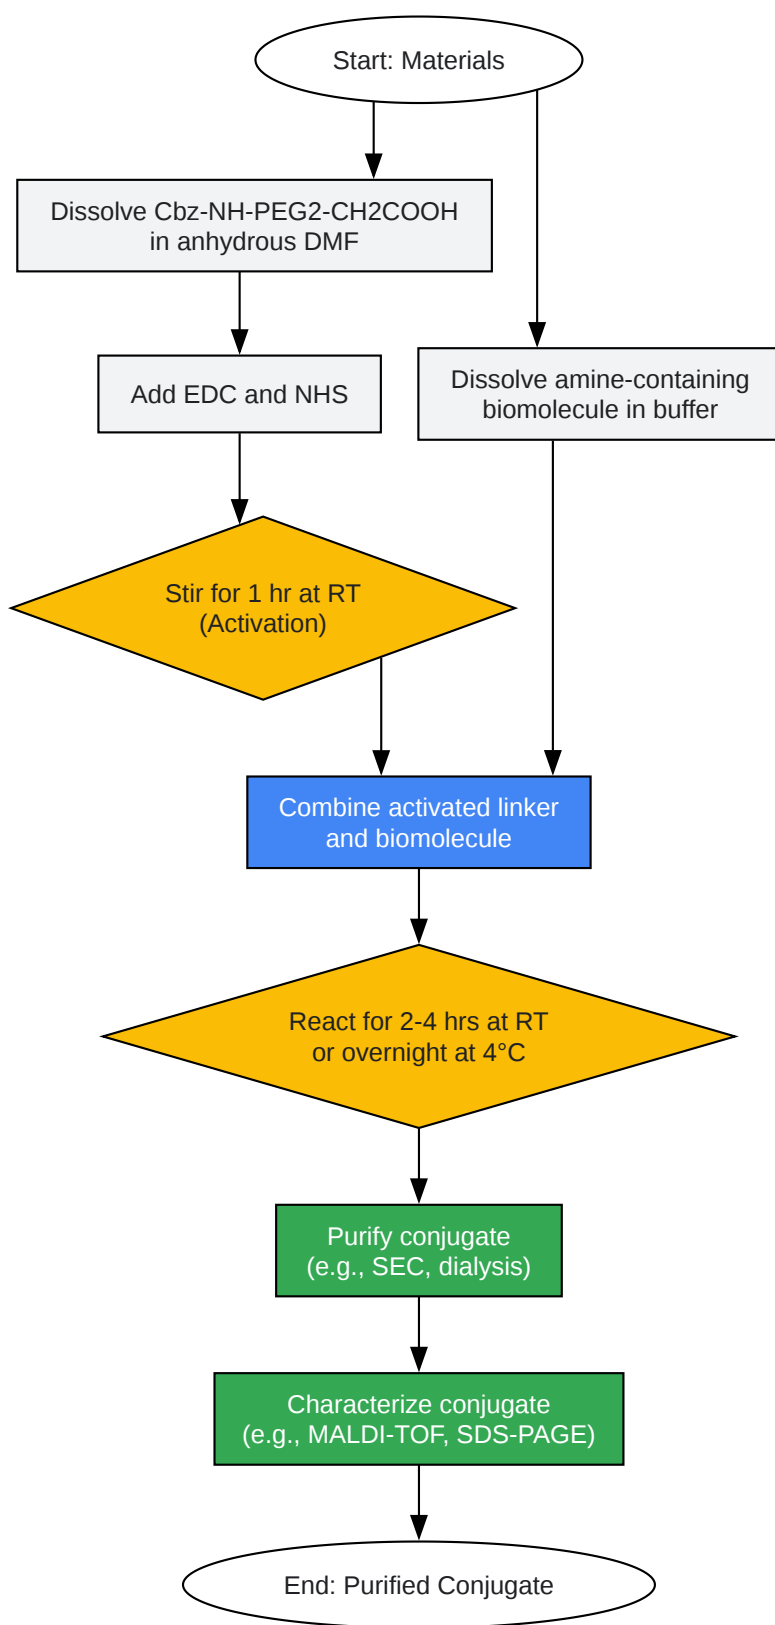 Start: Materials
Dissolve Cbz-NH-PEG2-CH2COOH
in anhydrous DMF
Add EDC and NHS
Dissolve amine-containing
biomolecule in buffer
Stir for 1 hr at RT
(Activation)
Combine activated linker
and biomolecule
React for 2-4 hrs at RT
or overnight at 4°C
Purify conjugate
(e.g., SEC, dialysis)
Characterize conjugate
(e.g., MALDI-TOF, SDS-PAGE)
End: Purified Conjugate